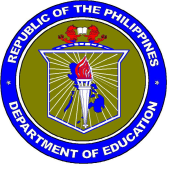 REPUBLIC OF THE PHILIPPINES
DEPARTMENT OF EDUCATION